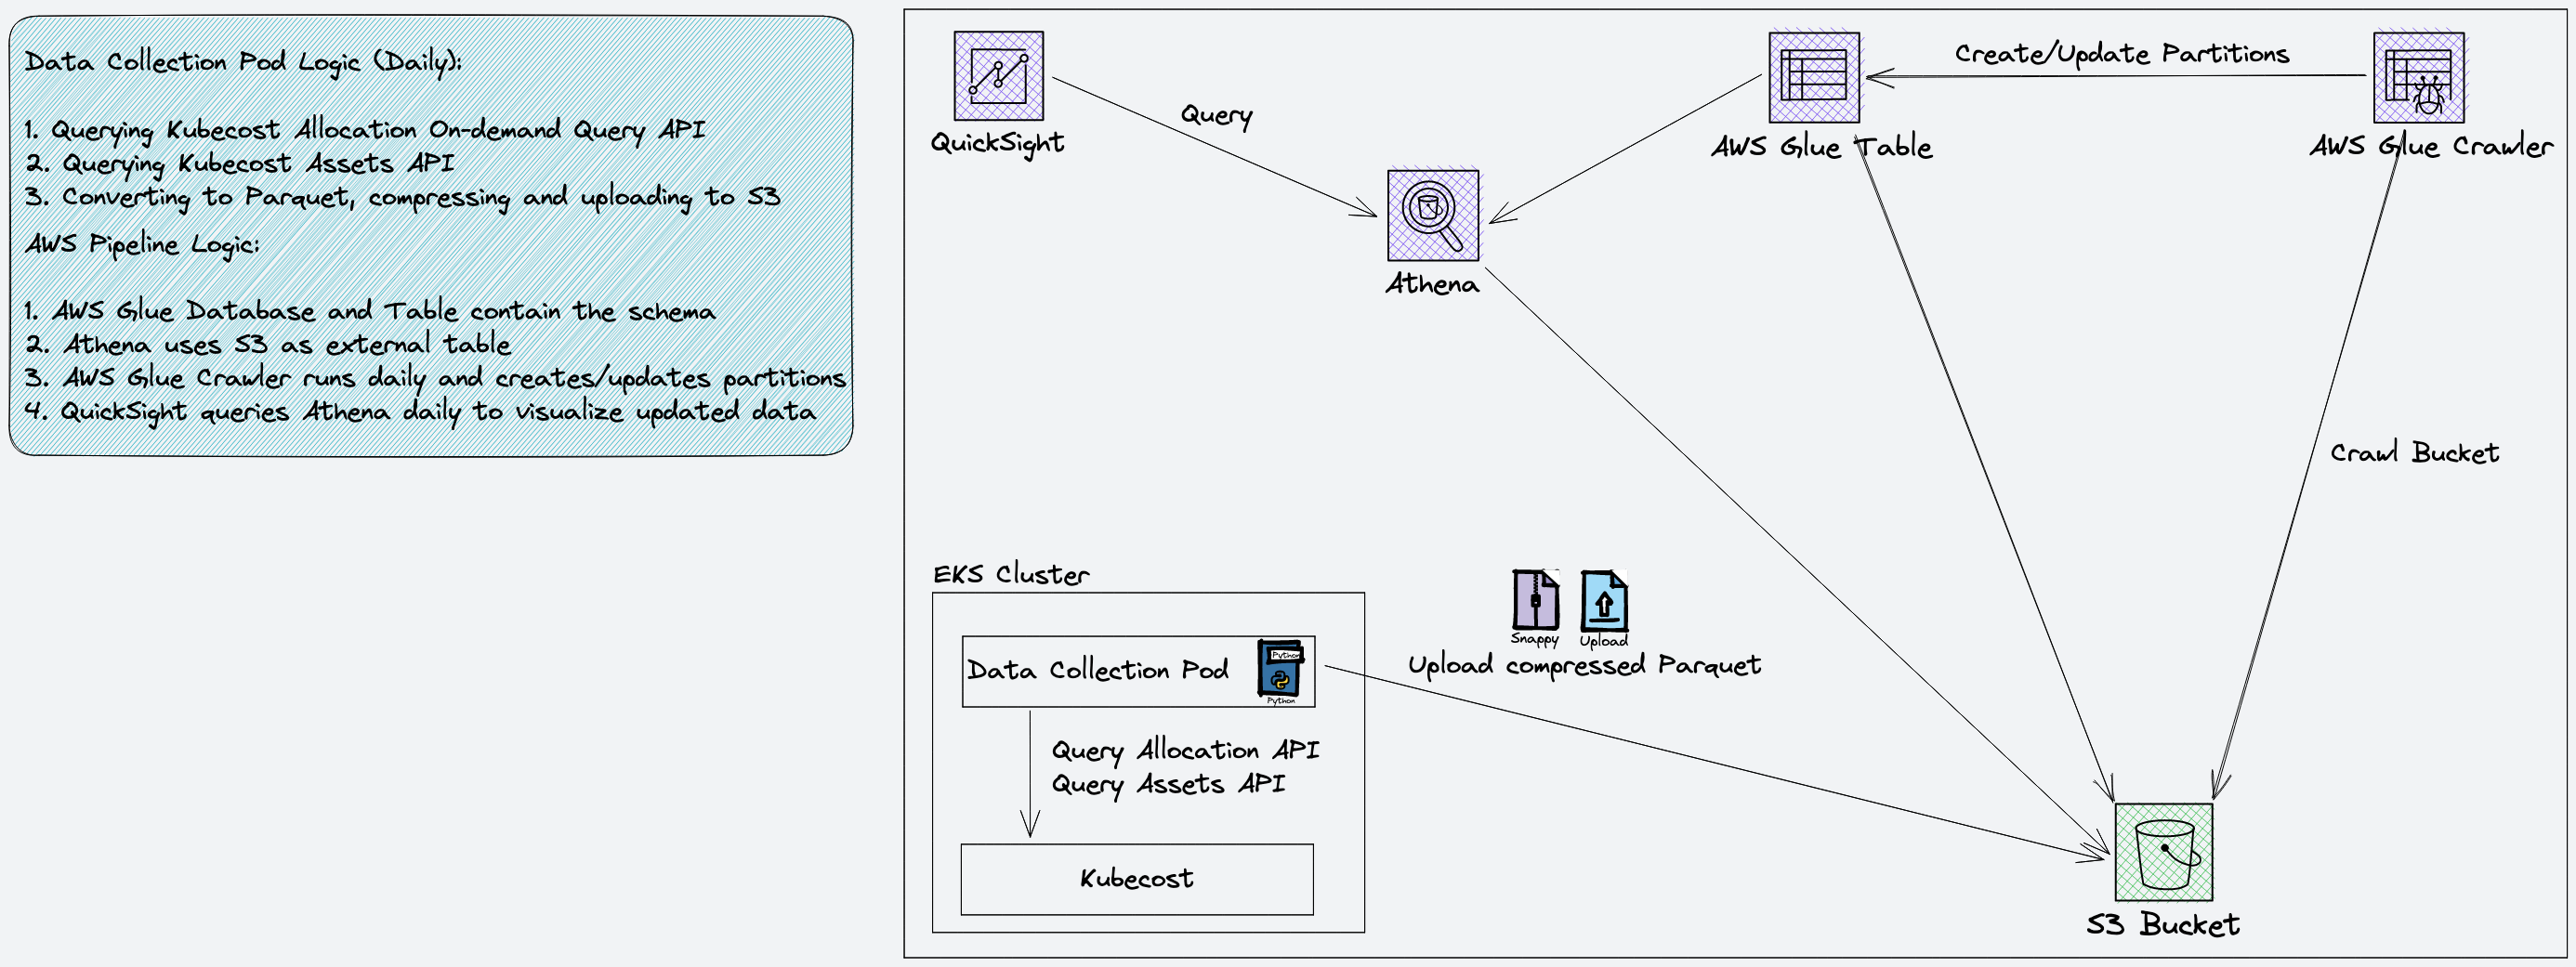 Data Collection Pod Logic (Daily):
1. Querying Kubecost Allocation On-demand Query API
2. Querying Kubecost Assets API
3. Converting to Parquet, compressing and uploading to S3
AWS Pipeline Logic:
1. AWS Glue Database and Table contain the schema
2. Athena uses S3 as external table
3. AWS Glue Crawler runs daily and creates/updates partitions
4. QuickSight queries Athena daily to visualize updated data
QuickSight
Query
Athena
AWS Glue Table
Create/Update Partitions
AWS Glue Crawler
Crawl Bucket
EKS Cluster
Data Collection Pod
Python
Python
Query Allocation API
Query Assets API
Kubecost
Snappy
Upload
Upload compressed Parquet
S3 Bucket